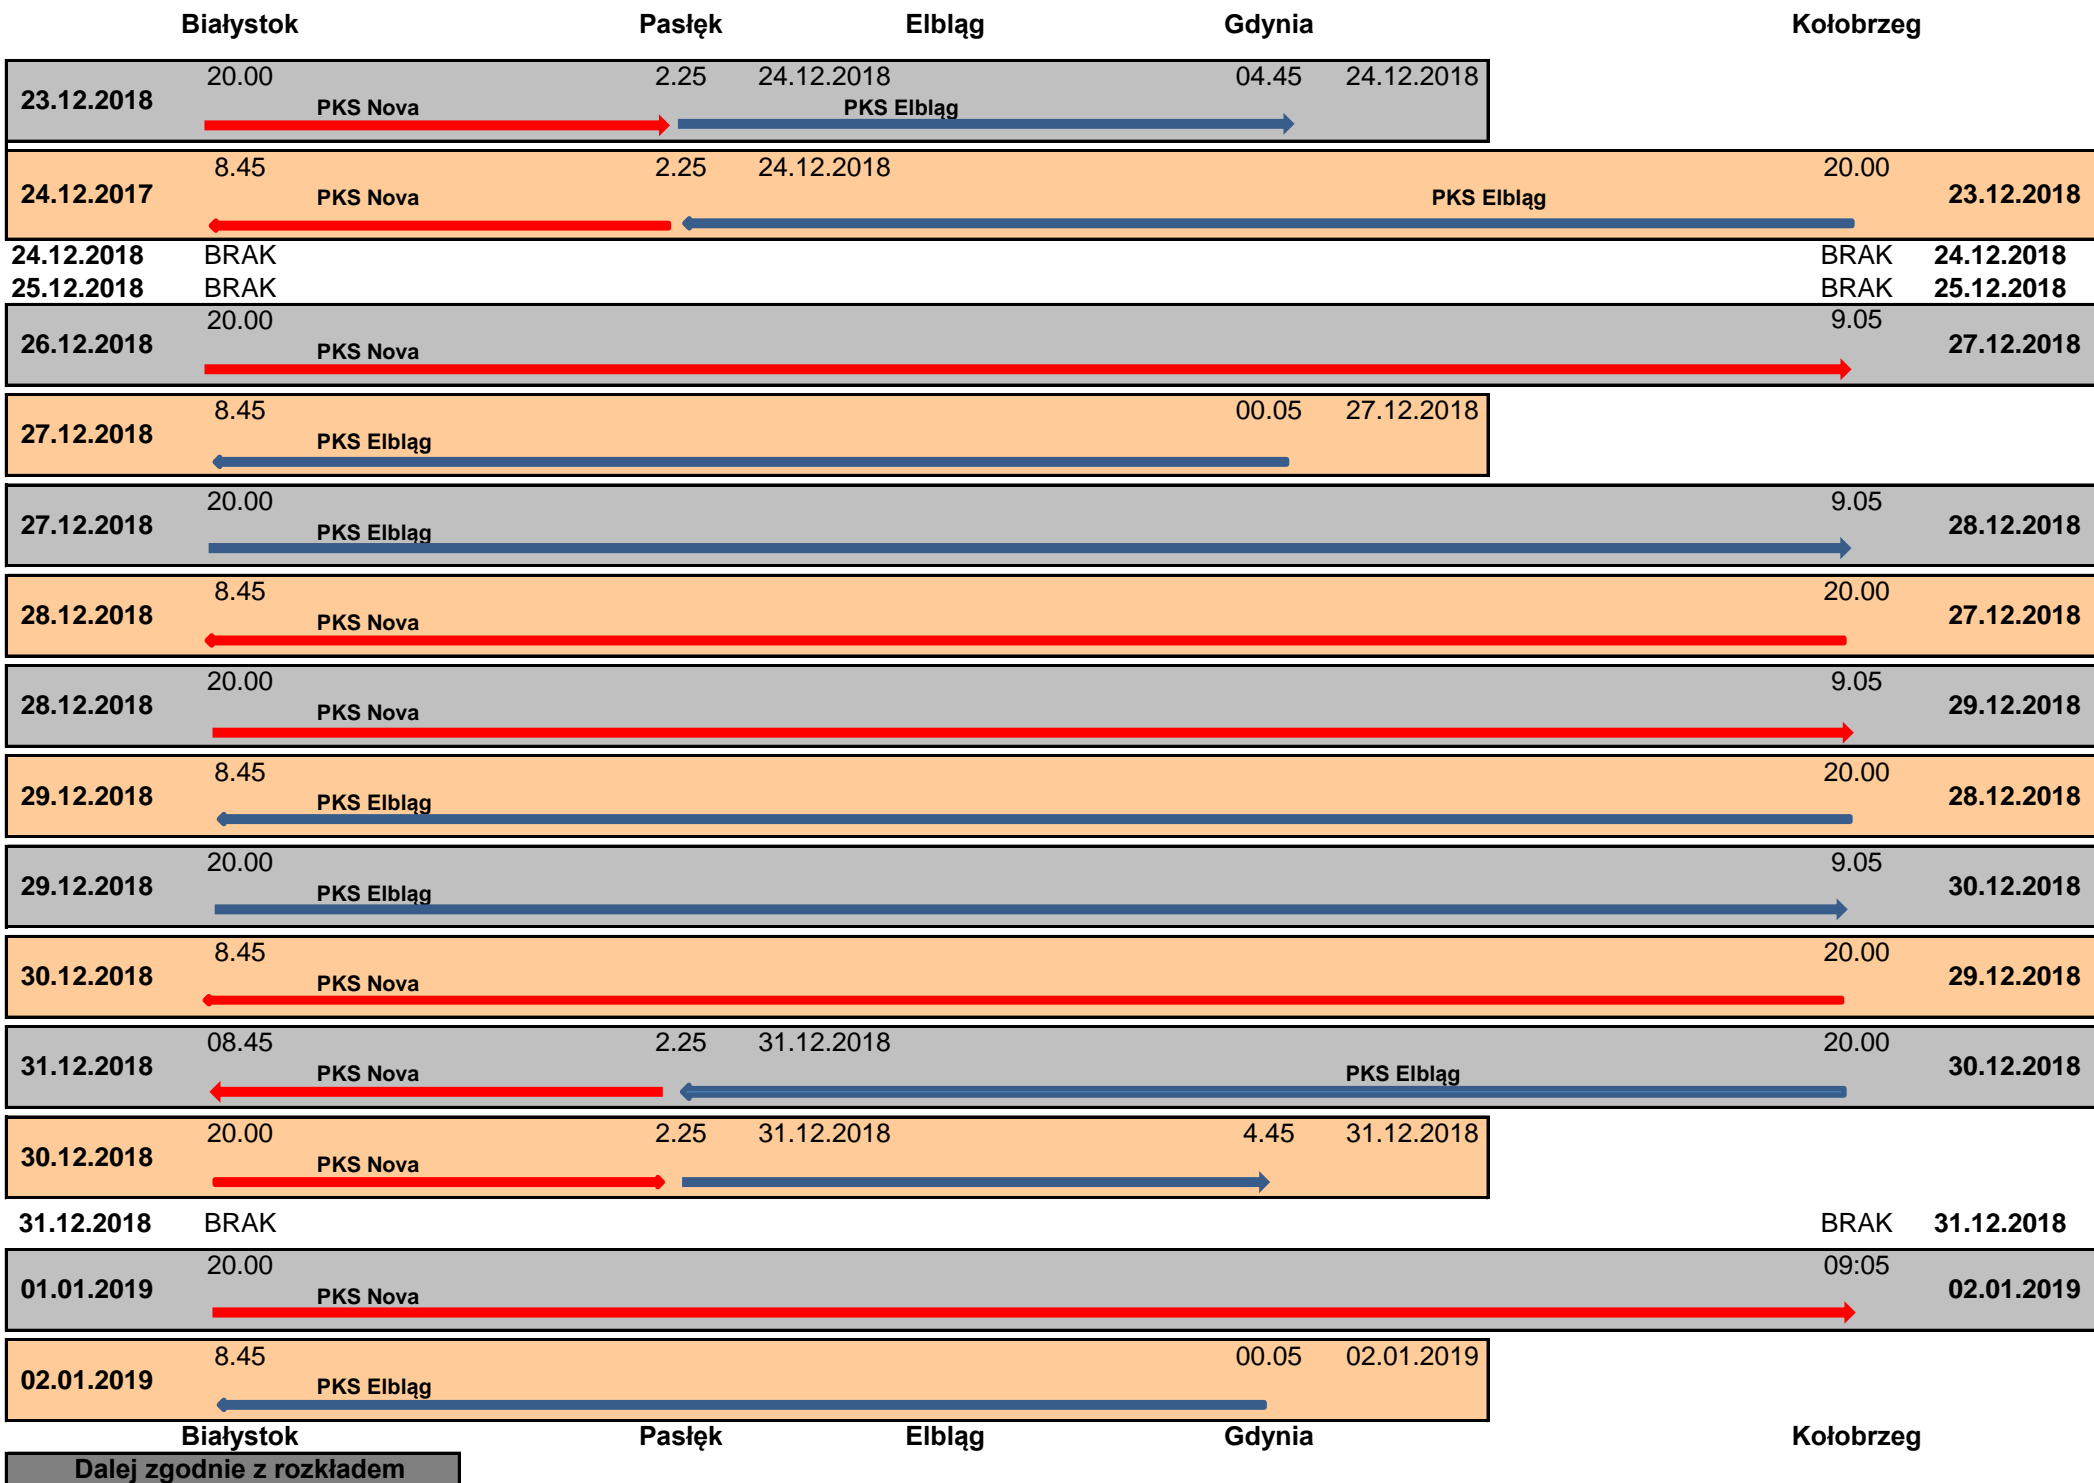 Białystok Pasłęk Elbląg Gdynia Kołobrzeg
20.00 2.25 24.12.2018 04.45 24.12.2018
23.12.2018 PKS Nova PKS Elbląg
8.45 2.25 24.12.2018 20.00
24.12.2017 PKS Nova PKS Elbląg 23.12.2018
24.12.2018 BRAK BRAK 24.12.2018
25.12.2018 BRAK BRAK 25.12.2018
20.00 9.05
26.12.2018 PKS Nova 27.12.2018
8.45 00.05 27.12.2018
27.12.2018 PKS Elbląg
20.00 9.05
27.12.2018 PKS Elbląg 28.12.2018
8.45 20.00
28.12.2018 PKS Nova 27.12.2018
20.00 9.05
28.12.2018 PKS Nova 29.12.2018
8.45 20.00
29.12.2018 PKS Elbląg 28.12.2018
20.00 9.05
29.12.2018 PKS Elbląg 30.12.2018
8.45 20.00
30.12.2018 PKS Nova 29.12.2018
08.45 2.25 31.12.2018 20.00
31.12.2018 PKS Nova PKS Elbląg 30.12.2018
20.00 2.25 31.12.2018 4.45 31.12.2018
30.12.2018 PKS Nova
31.12.2018 BRAK BRAK 31.12.2018
20.00 09:05
01.01.2019 PKS Nova 02.01.2019
8.45 00.05 02.01.2019
02.01.2019 PKS Elbląg
Białystok Pasłęk Elbląg Gdynia Kołobrzeg
Dalej zgodnie z rozkładem